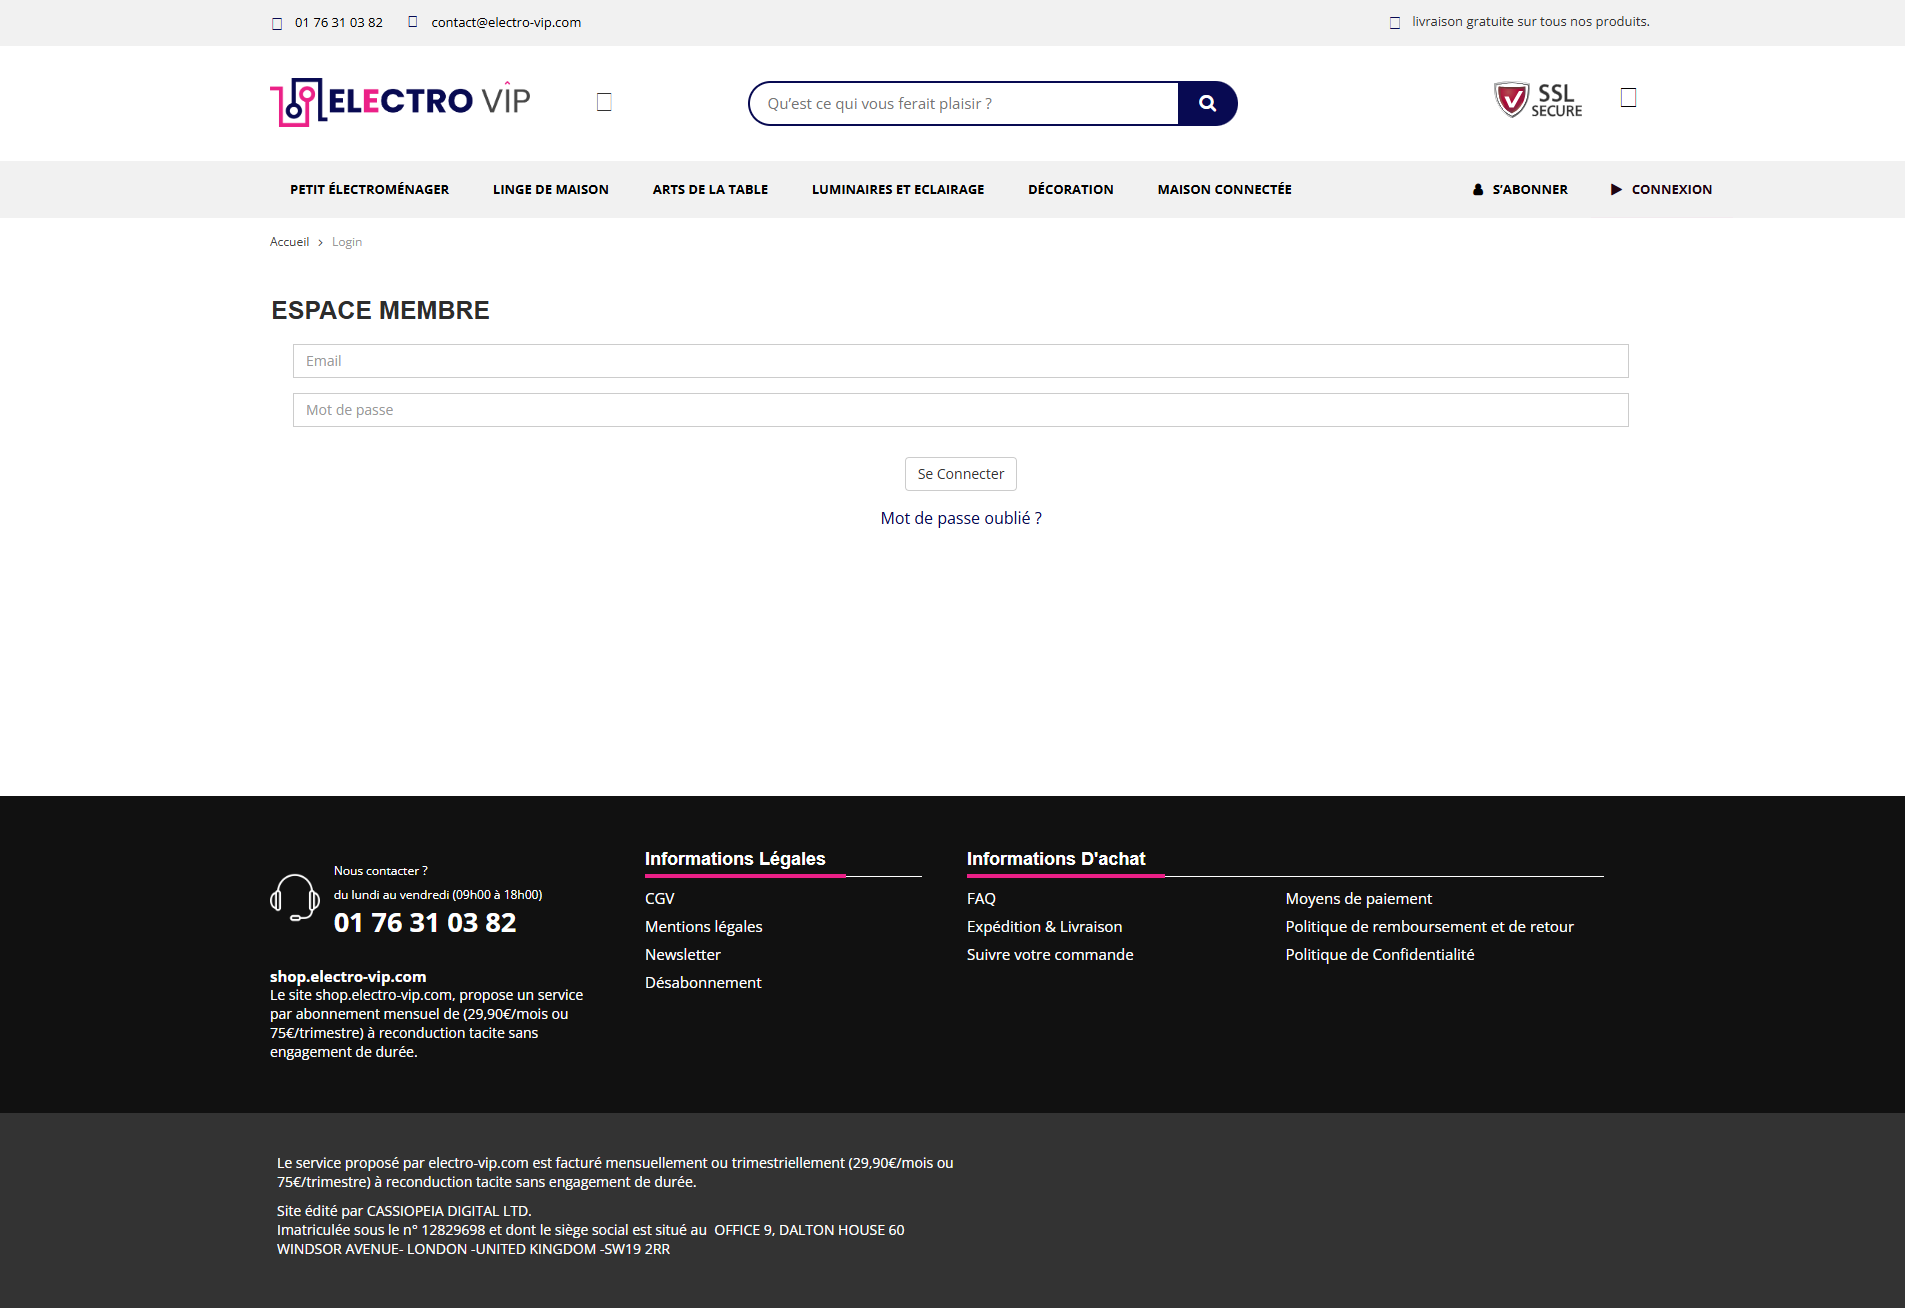 01 76 31 03 82
contact@electro-vip.com
livraison gratuite sur tous nos produits.
ELECTRO VIP
Qu’est ce qui vous ferait plaisir ?
SSL
SECURE
PETIT ÉLECTROMÉNAGER
LINGE DE MAISON
ARTS DE LA TABLE
LUMINAIRES ET ECLAIRAGE
DÉCORATION
MAISON CONNECTÉE
S’ABONNER
CONNEXION
Accueil > Login
ESPACE MEMBRE
Email
Mot de passe
Se Connecter
Mot de passe oublié ?
Nous contacter ?
du lundi au vendredi (09h00 à 18h00)
01 76 31 03 82
shop.electro-vip.com
Le site shop.electro-vip.com, propose un service
par abonnement mensuel de (29,90€/mois ou
75€/trimestre) à reconduction tacite sans
engagement de durée.
Informations Légales
CGV
Mentions légales
Newsletter
Désabonnement
Informations D'achat
FAQ
Expédition & Livraison
Suivre votre commande
Moyens de paiement
Politique de remboursement et de retour
Politique de Confidentialité
Le service proposé par electro-vip.com est facturé mensuellement ou trimestriellement (29,90€/mois ou
75€/trimestre) à reconduction tacite sans engagement de durée.
Site édité par CASSIOPEIA DIGITAL LTD.
Imatriculée sous le n° 12829698 et dont le siège social est situé au  OFFICE 9, DALTON HOUSE 60
WINDSOR AVENUE- LONDON -UNITED KINGDOM -SW19 2RR